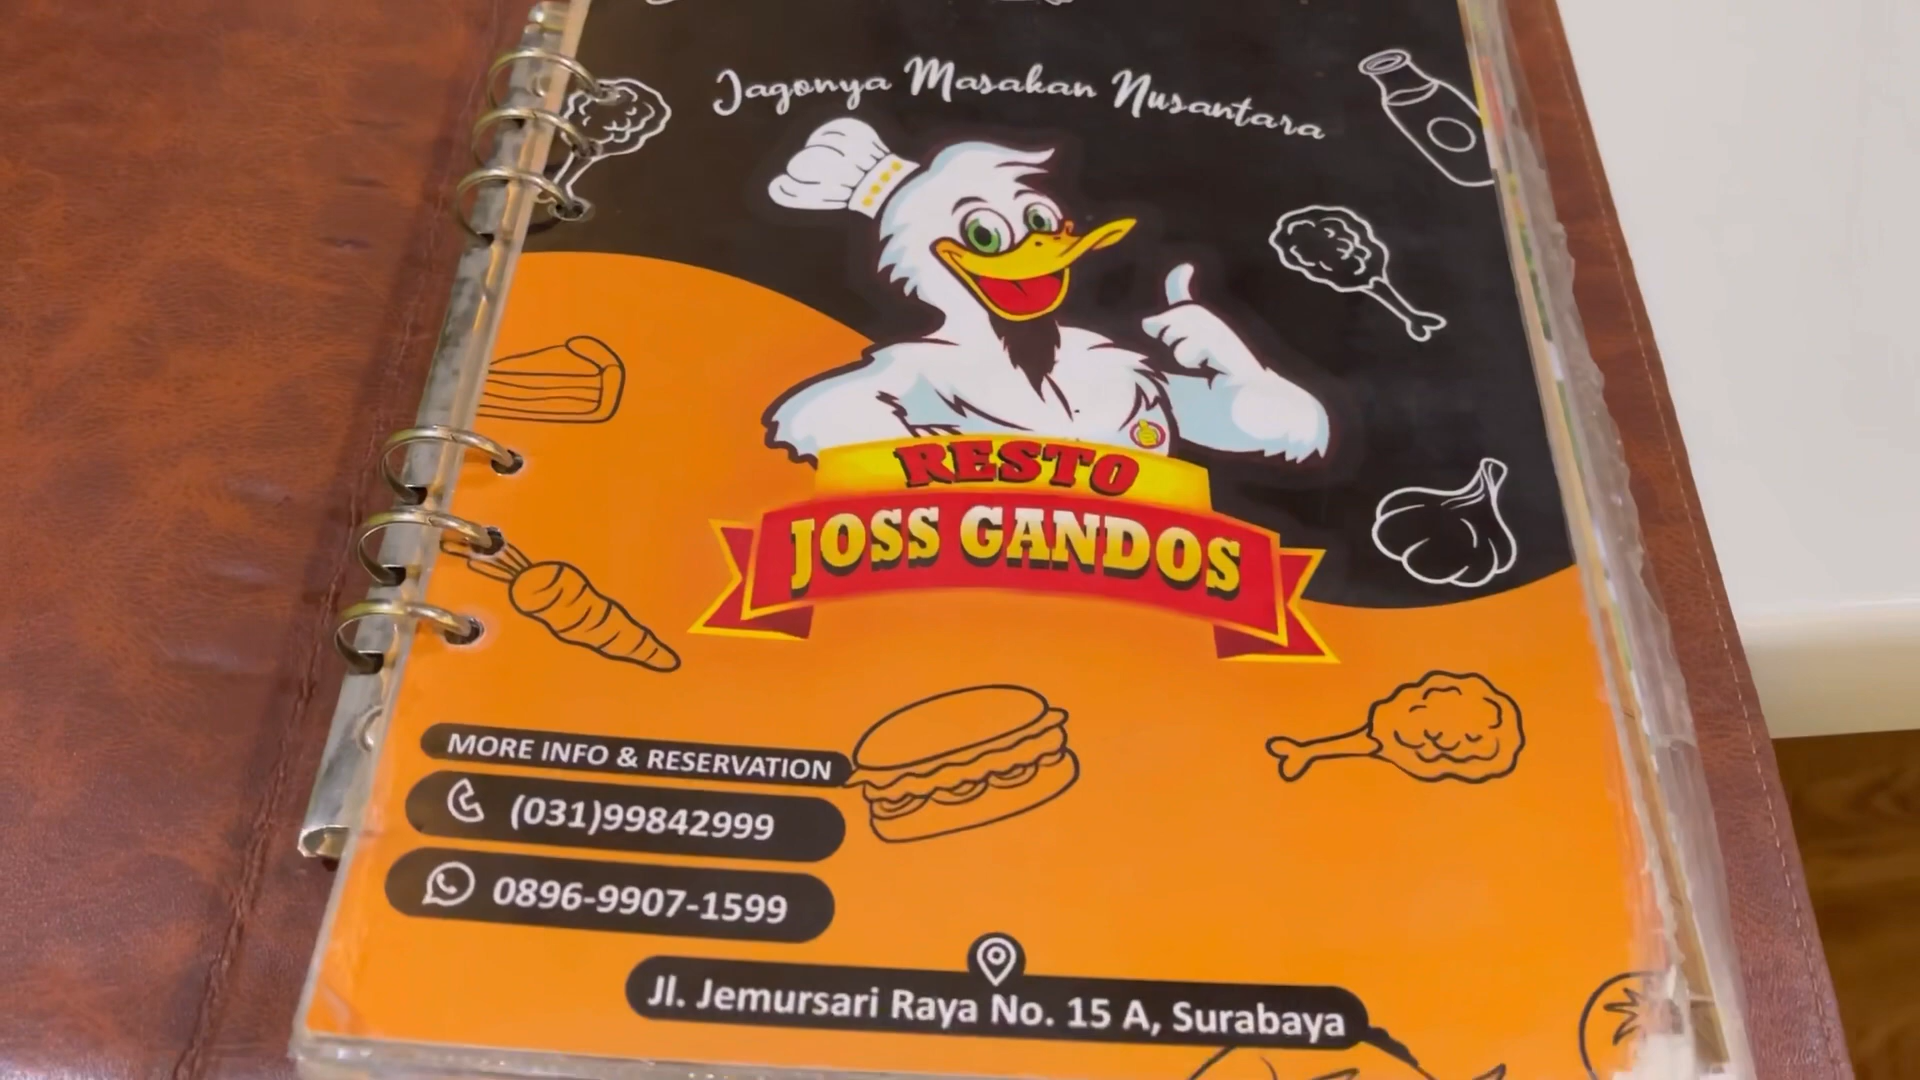 Jagonya Masakan Nusantara
RESTO
JOSS GANDOS
MORE INFO & RESERVATION
(031)99842999
0896-9907-1599
Jl. Jemursari Raya No. 15 A, Surabaya